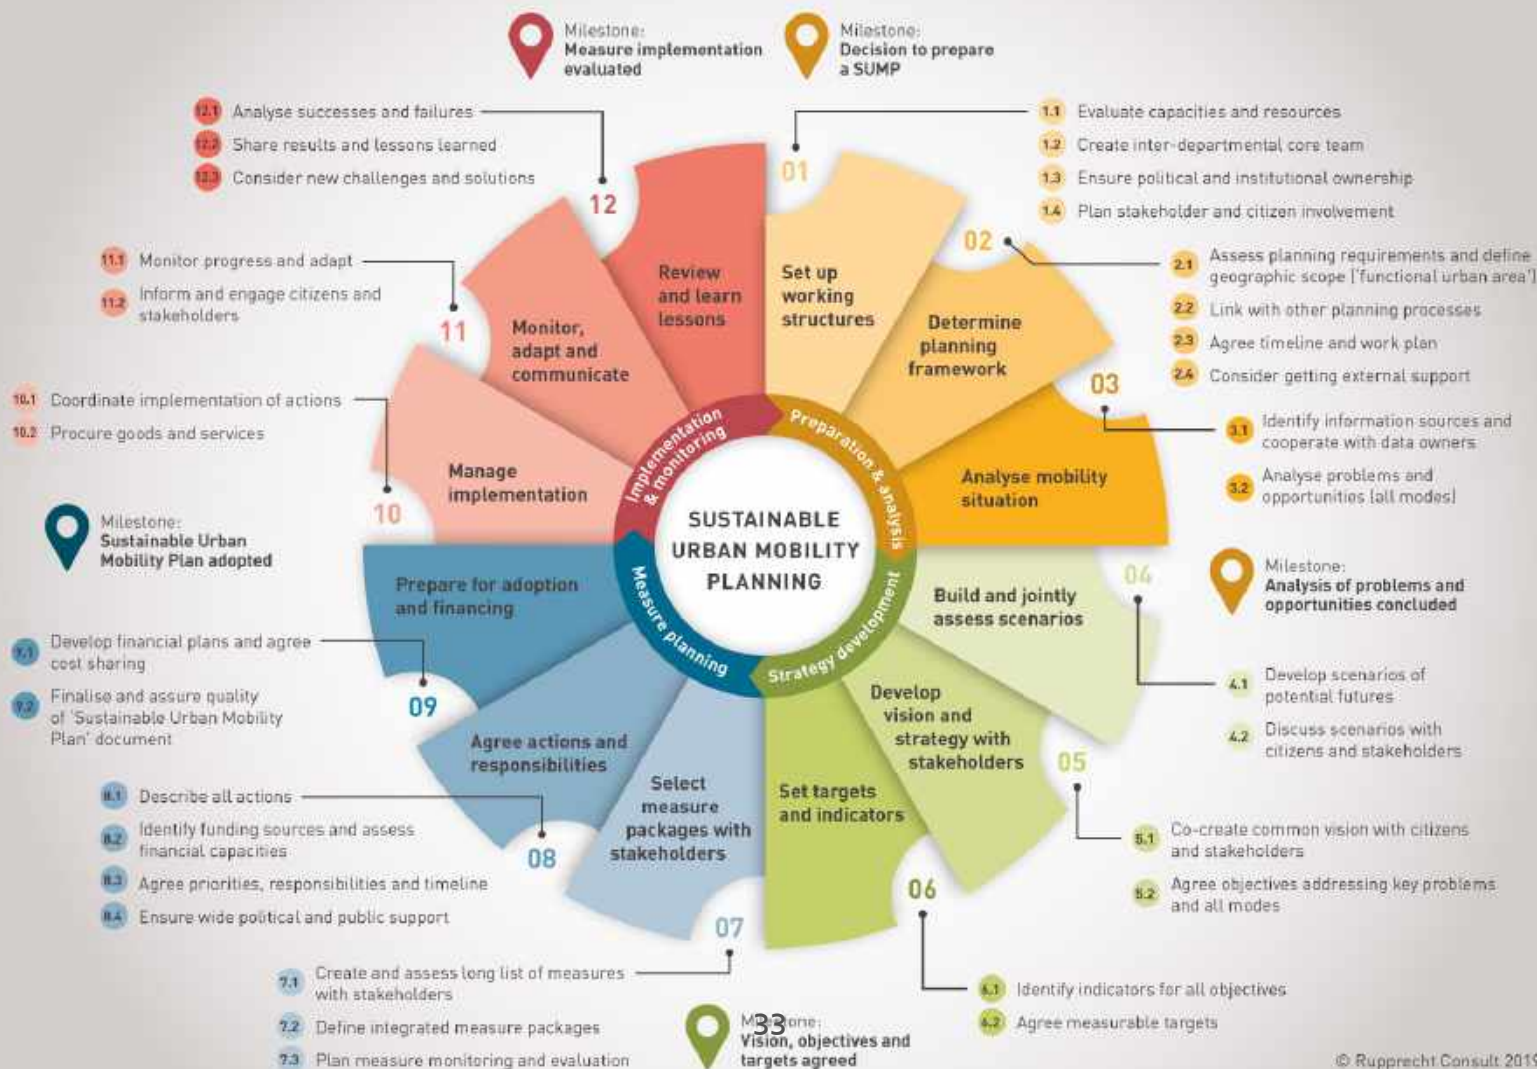 Milestone:
Measure implementation
evaluated
Milestone:
Decision to prepare
a SUMP
12.1 Analyse successes and failures
12.2 Share results and lessons learned
12.3 Consider new challenges and solutions
1.1 Evaluate capacities and resources
1.2 Create inter-departmental core team
1.3 Ensure political and institutional ownership
1.4 Plan stakeholder and citizen involvement
11.1 Monitor progress and adapt
11.2 Inform and engage citizens and
stakeholders
2.1 Assess planning requirements and define
geographic scope ('functional urban area')
2.2 Link with other planning processes
2.3 Agree timeline and work plan
2.4 Consider getting external support
10.1 Coordinate implementation of actions
10.2 Procure goods and services
3.1 Identify information sources and
cooperate with data owners
3.2 Analyse problems and
opportunities (all modes)
Milestone:
Sustainable Urban
Mobility Plan adopted
Milestone:
Analysis of problems and
opportunities concluded
01
Set up
working
structures
02
Determine
planning
framework
03
Analyse mobility
situation
04
Build and jointly
assess scenarios
05
Develop
vision and
strategy with
stakeholders
06
Set targets
and indicators
07
Select
measure
packages with
stakeholders
08
Agree actions and
responsibilities
09
Prepare for adoption
and financing
10
Manage
implementation
11
Monitor,
adapt and
communicate
12
Review
and learn
lessons
Preparation & analysis
Strategy development
Measure planning
Implementation
& monitoring
SUSTAINABLE
URBAN MOBILITY
PLANNING
9.1 Develop financial plans and agree
cost sharing
9.2 Finalise and assure quality
of 'Sustainable Urban Mobility
Plan' document
4.1 Develop scenarios of
potential futures
4.2 Discuss scenarios with
citizens and stakeholders
8.1 Describe all actions
8.2 Identify funding sources and assess
financial capacities
8.3 Agree priorities, responsibilities and timeline
8.4 Ensure wide political and public support
5.1 Co-create common vision with citizens
and stakeholders
5.2 Agree objectives addressing key problems
and all modes
7.1 Create and assess long list of measures
with stakeholders
7.2 Define integrated measure packages
7.3 Plan measure monitoring and evaluation
6.1 Identify indicators for all objectives
6.2 Agree measurable targets
Milestone:
Vision, objectives and
targets agreed
33
© Rupprecht Consult 2019